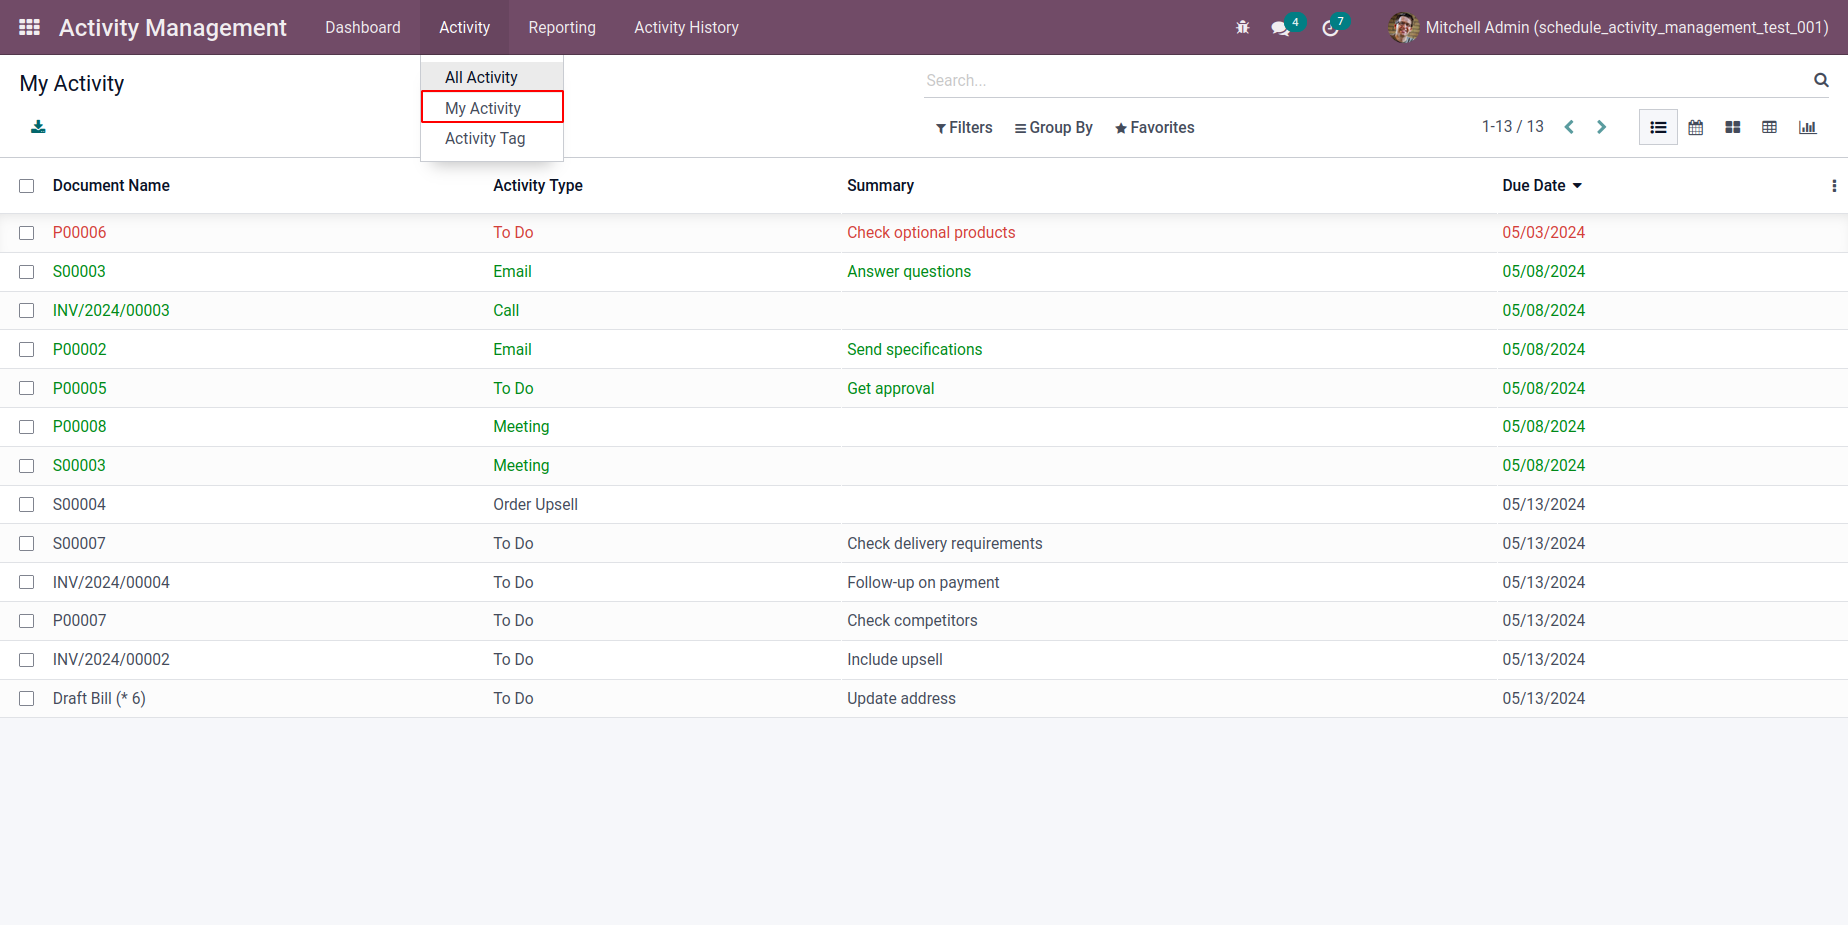 Activity Management Dashboard Activity Reporting Activity History 4 7 Mitchell Admin (schedule_activity_management_test_001)
All Activity
My Activity
Activity Tag
My Activity
Search...
Filters Group By Favorites 1-13 / 13
Document Name Activity Type Summary Due Date
P00006 To Do Check optional products 05/03/2024
S00003 Email Answer questions 05/08/2024
INV/2024/00003 Call 05/08/2024
P00002 Email Send specifications 05/08/2024
P00005 To Do Get approval 05/08/2024
P00008 Meeting 05/08/2024
S00003 Meeting 05/08/2024
S00004 Order Upsell 05/13/2024
S00007 To Do Check delivery requirements 05/13/2024
INV/2024/00004 To Do Follow-up on payment 05/13/2024
P00007 To Do Check competitors 05/13/2024
INV/2024/00002 To Do Include upsell 05/13/2024
Draft Bill (* 6) To Do Update address 05/13/2024